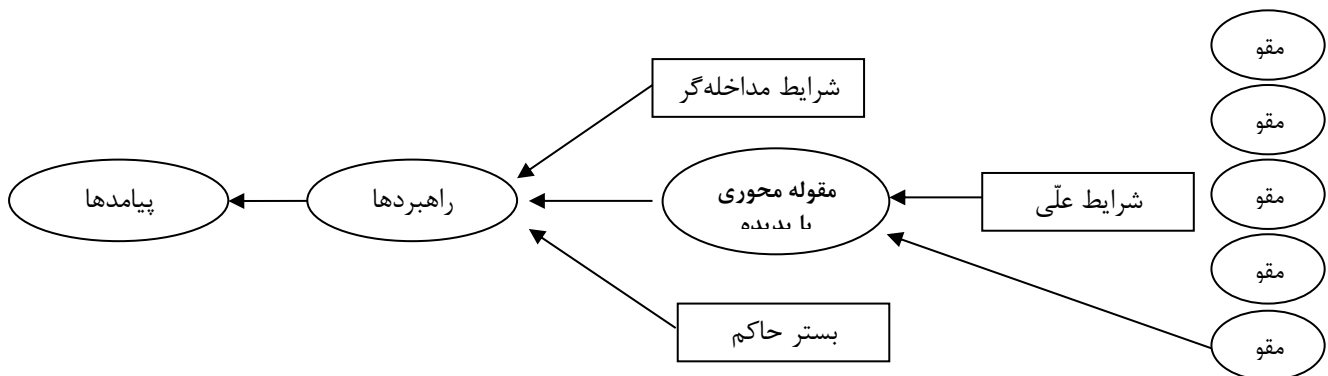 مقو
مقو
مقو
مقو
مقو
شرایط علّی
شرایط مداخله‌گر
مقوله محوری
بستر حاکم
راهبردها
پیامدها